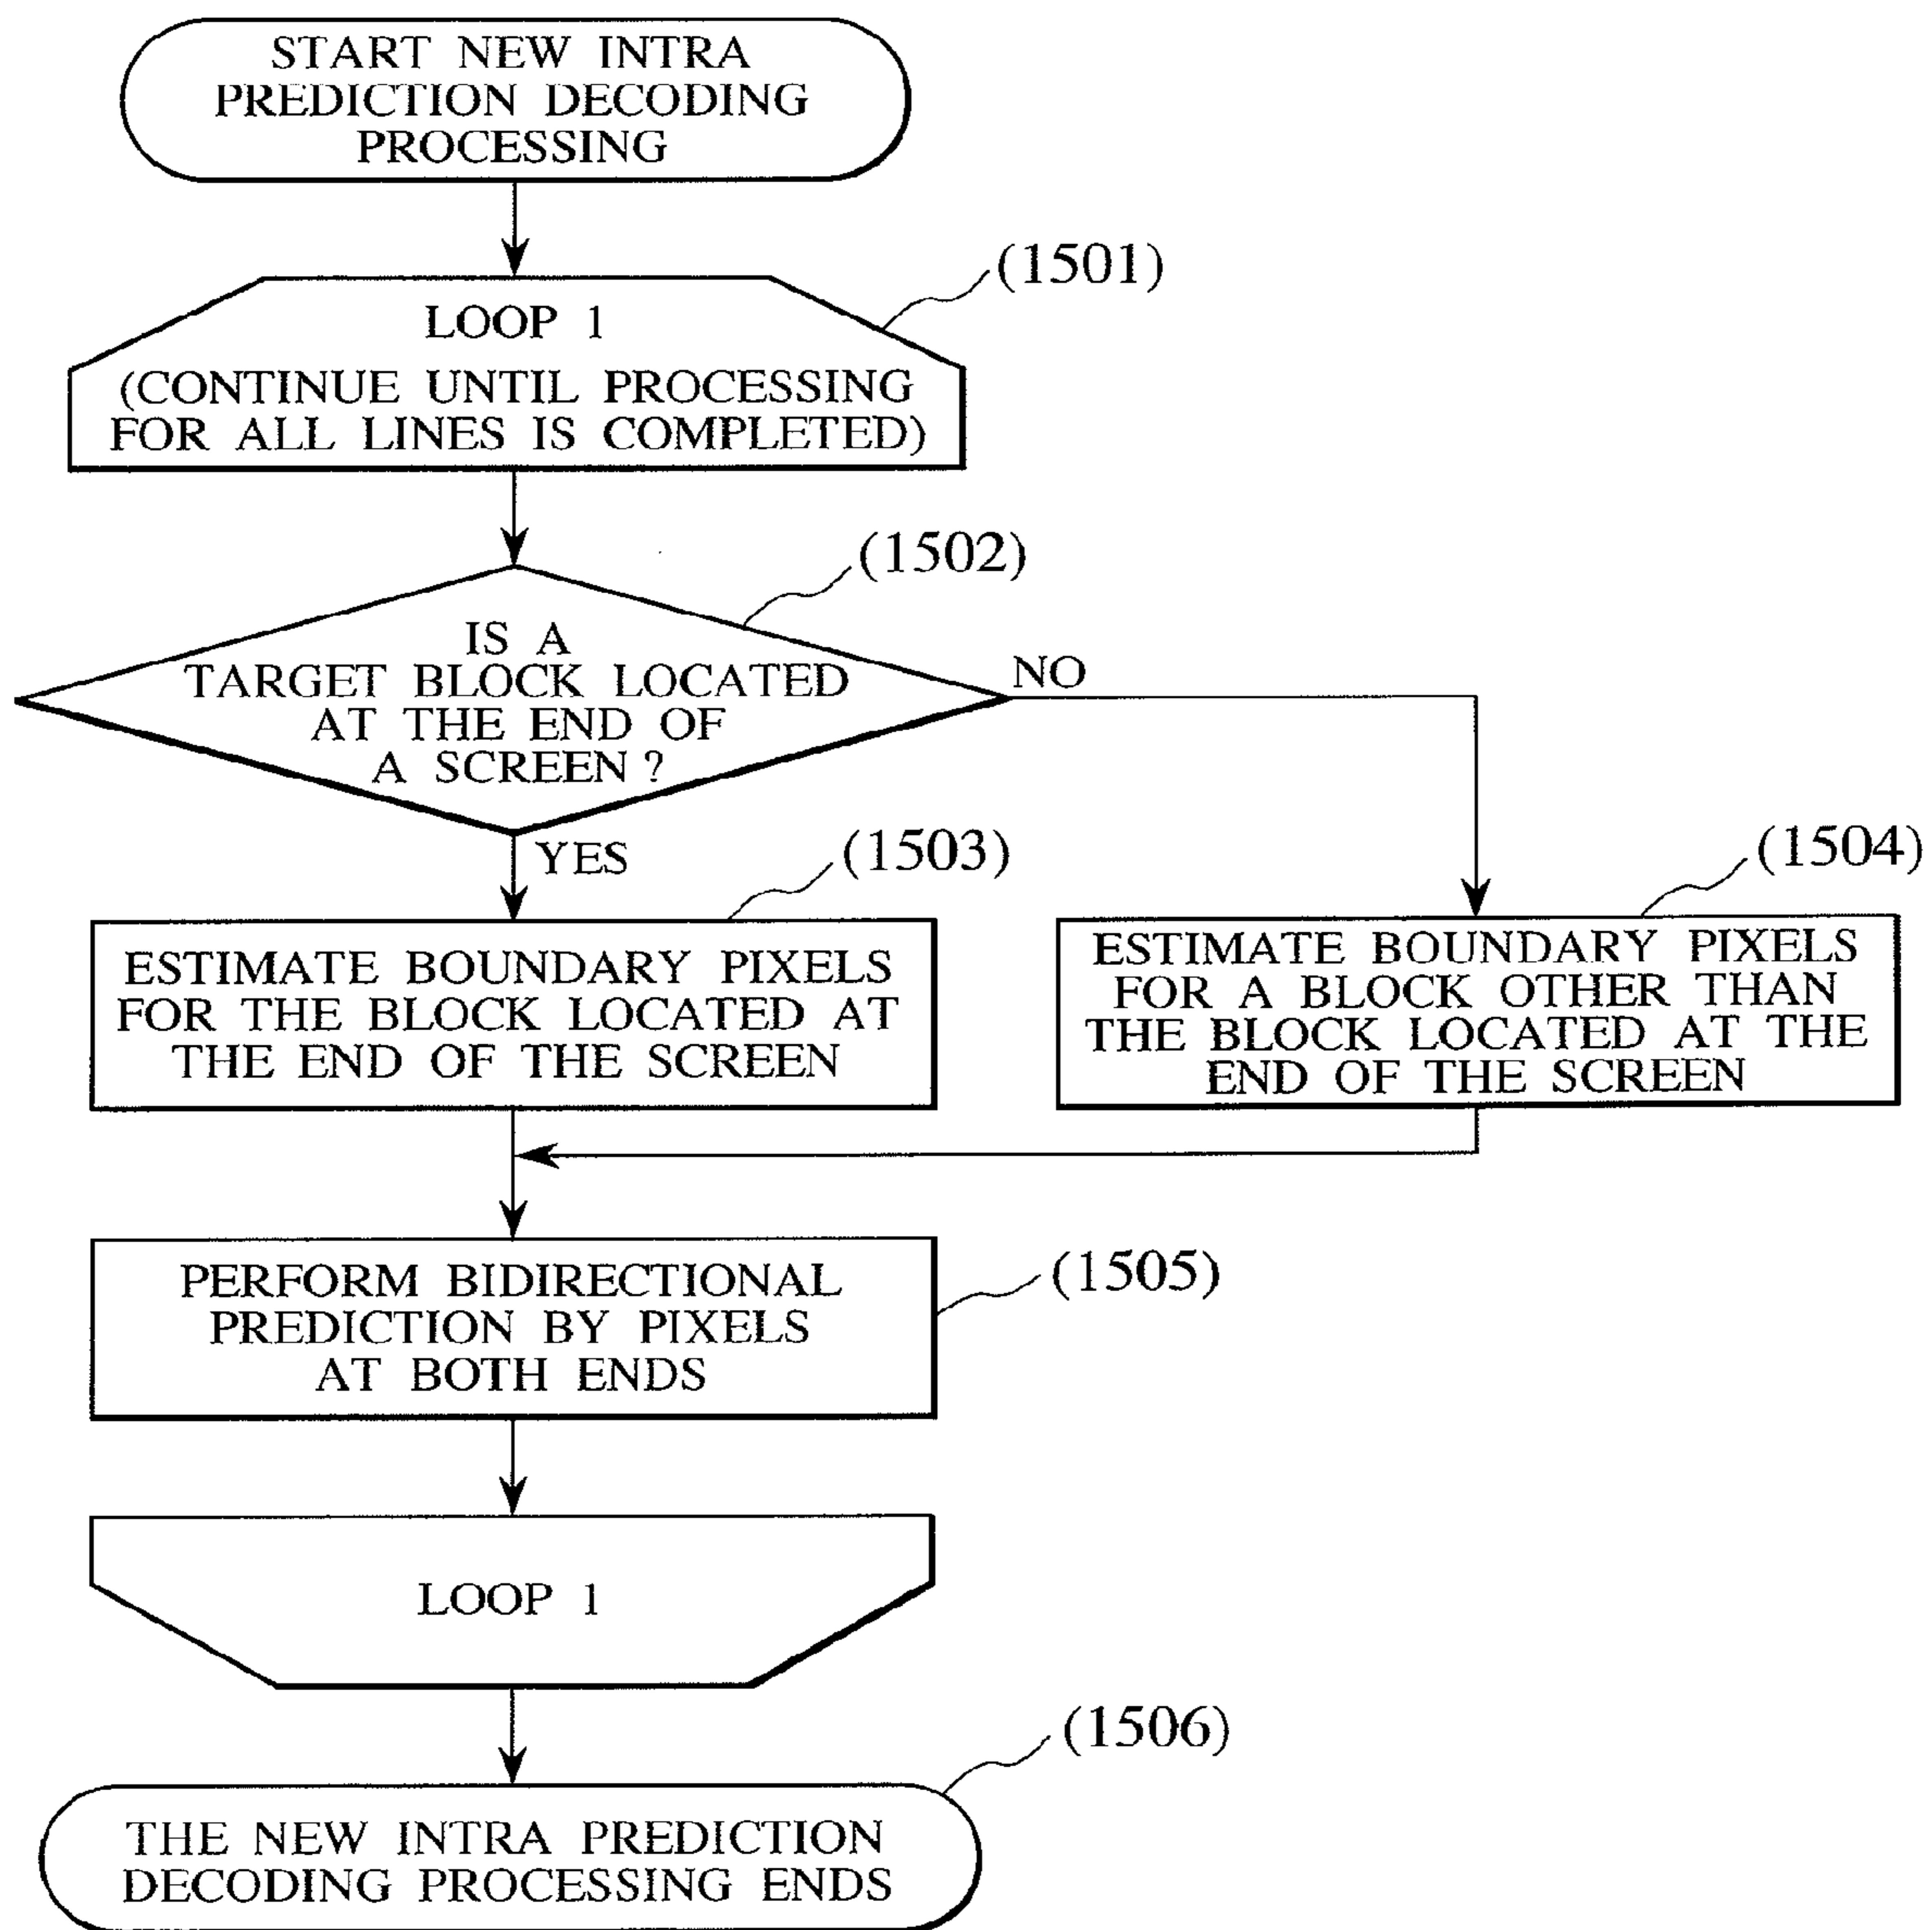 START NEW INTRA
PREDICTION DECODING
PROCESSING
(1501)
LOOP 1
(CONTINUE UNTIL PROCESSING
FOR ALL LINES IS COMPLETED)
(1502)
IS A
TARGET BLOCK LOCATED
AT THE END OF
A SCREEN ?
NO
YES
(1503)
ESTIMATE BOUNDARY PIXELS
FOR THE BLOCK LOCATED AT
THE END OF THE SCREEN
(1504)
ESTIMATE BOUNDARY PIXELS
FOR A BLOCK OTHER THAN
THE BLOCK LOCATED AT THE
END OF THE SCREEN
(1505)
PERFORM BIDIRECTIONAL
PREDICTION BY PIXELS
AT BOTH ENDS
LOOP 1
(1506)
THE NEW INTRA PREDICTION
DECODING PROCESSING ENDS